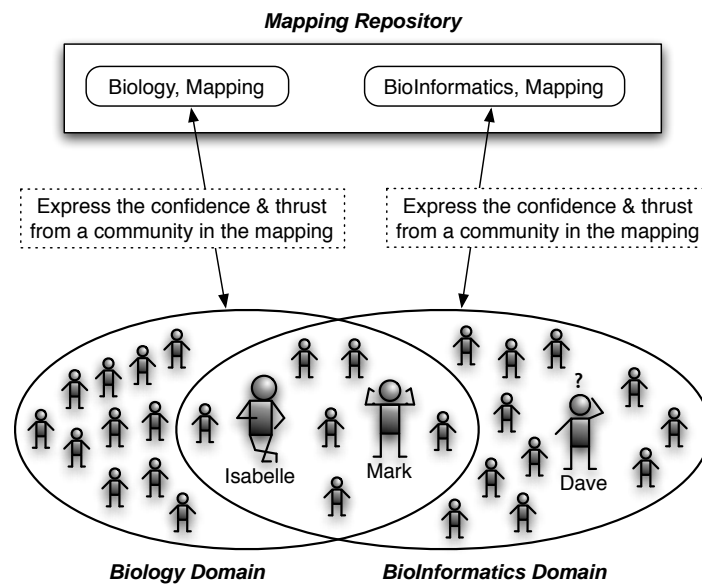 Mapping Repository
Biology, Mapping
BioInformatics, Mapping
Express the confidence & thrust
from a community in the mapping
Express the confidence & thrust
from a community in the mapping
?
Isabelle
Mark
Dave
Biology Domain
BioInformatics Domain